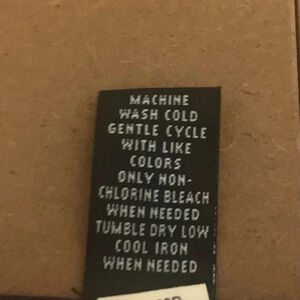 MACHINE
WASH COLD
GENTLE CYCLE
WITH LIKE
COLORS
ONLY NON-
CHLORINE BLEACH
WHEN NEEDED
TUMBLE DRY LOW
COOL IRON
WHEN NEEDED